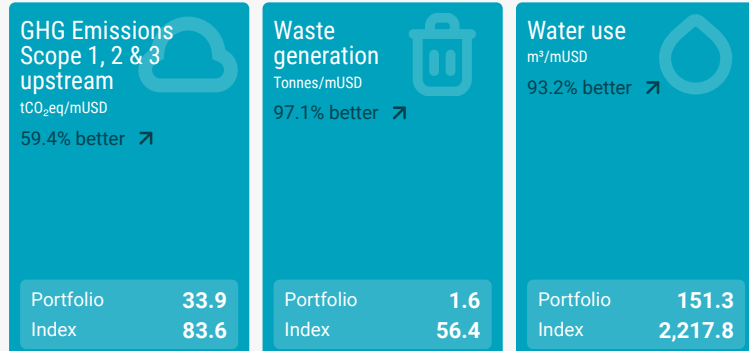 GHG Emissions
Scope 1, 2 & 3
upstream
tCO₂eq/mUSD
59.4% better
Portfolio 33.9
Index 83.6
Waste
generation
Tonnes/mUSD
97.1% better
Portfolio 1.6
Index 56.4
Water use
m³/mUSD
93.2% better
Portfolio 151.3
Index 2,217.8